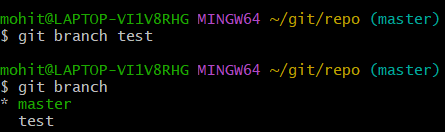 mohit@LAPTOP-VI1V8RHG MINGW64 ~/git/repo (master)
$ git branch test
mohit@LAPTOP-VI1V8RHG MINGW64 ~/git/repo (master)
$ git branch
* master
  test